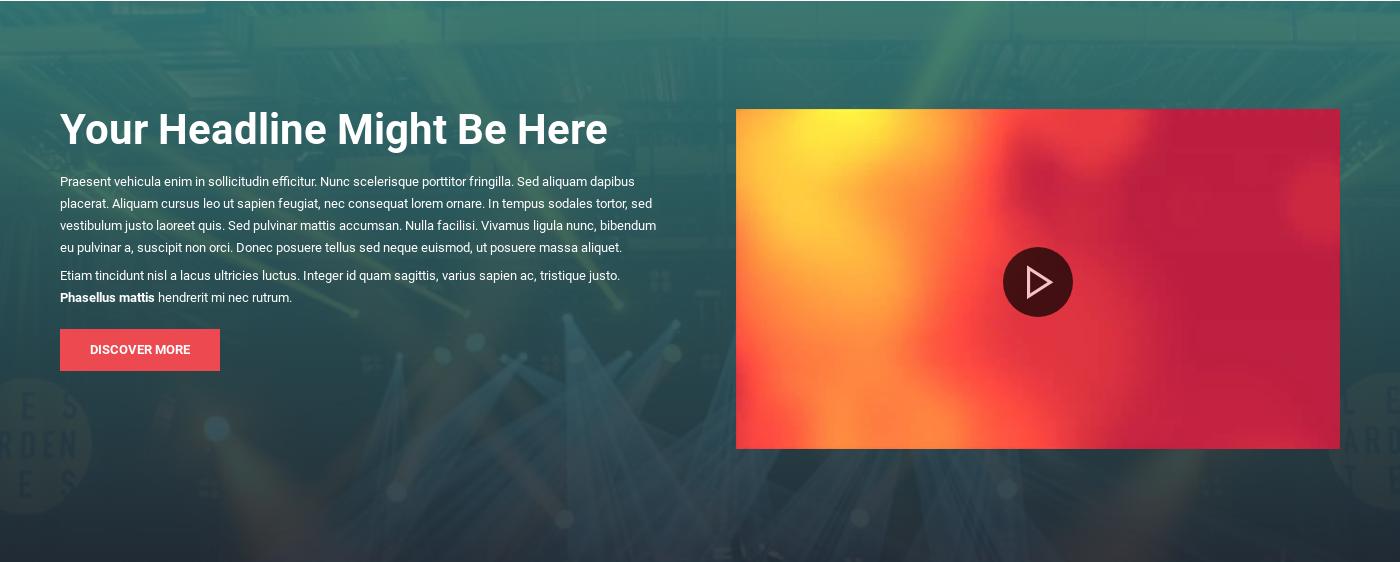 Your Headline Might Be Here
Praesent vehicula enim in sollicitudin efficitur. Nunc scelerisque porttitor fringilla. Sed aliquam dapibus
placerat. Aliquam cursus leo ut sapien feugiat, nec consequat lorem ornare. In tempus sodales tortor, sed
vestibulum justo laoreet quis. Sed pulvinar mattis accumsan. Nulla facilisi. Vivamus ligula nunc, bibendum
eu pulvinar a, suscipit non orci. Donec posuere tellus sed neque euismod, ut posuere massa aliquet.
Etiam tincidunt nisl a lacus ultricies luctus. Integer id quam sagittis, varius sapien ac, tristique justo.
Phasellus mattis hendrerit mi nec rutrum.
DISCOVER MORE